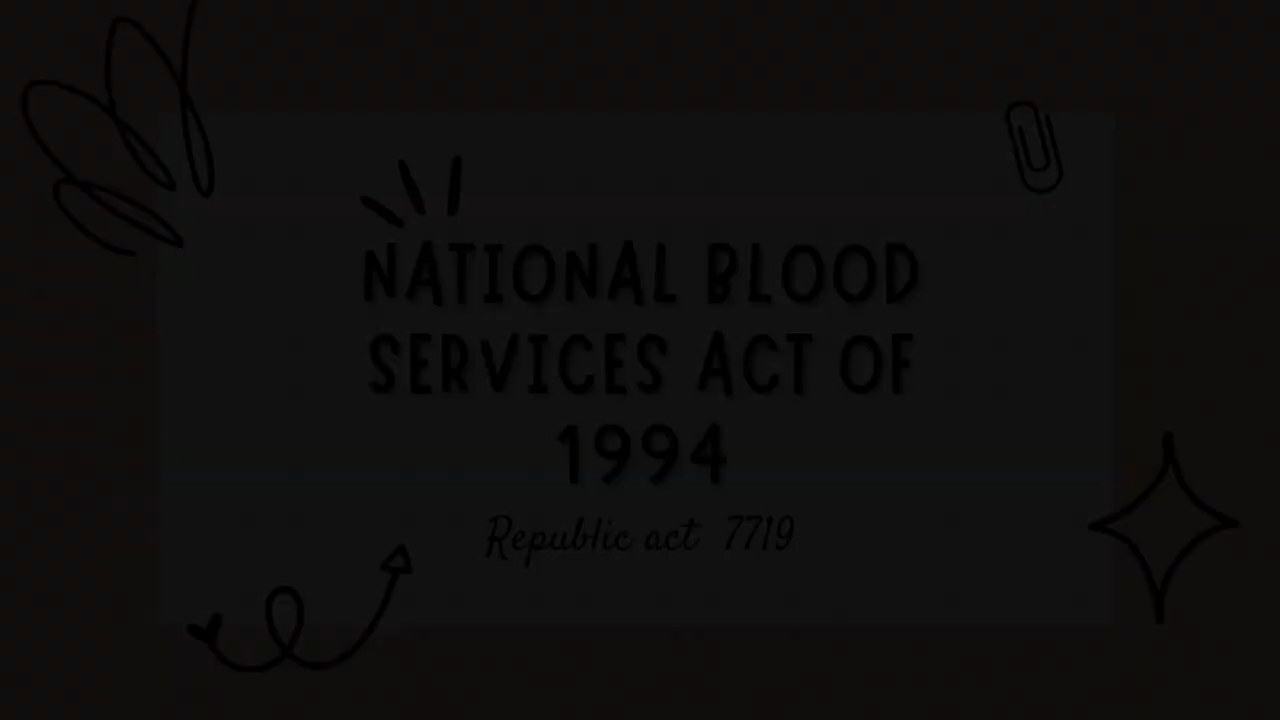 NATIONAL BLOOD
SERVICES ACT OF
1994
Republic act 7719